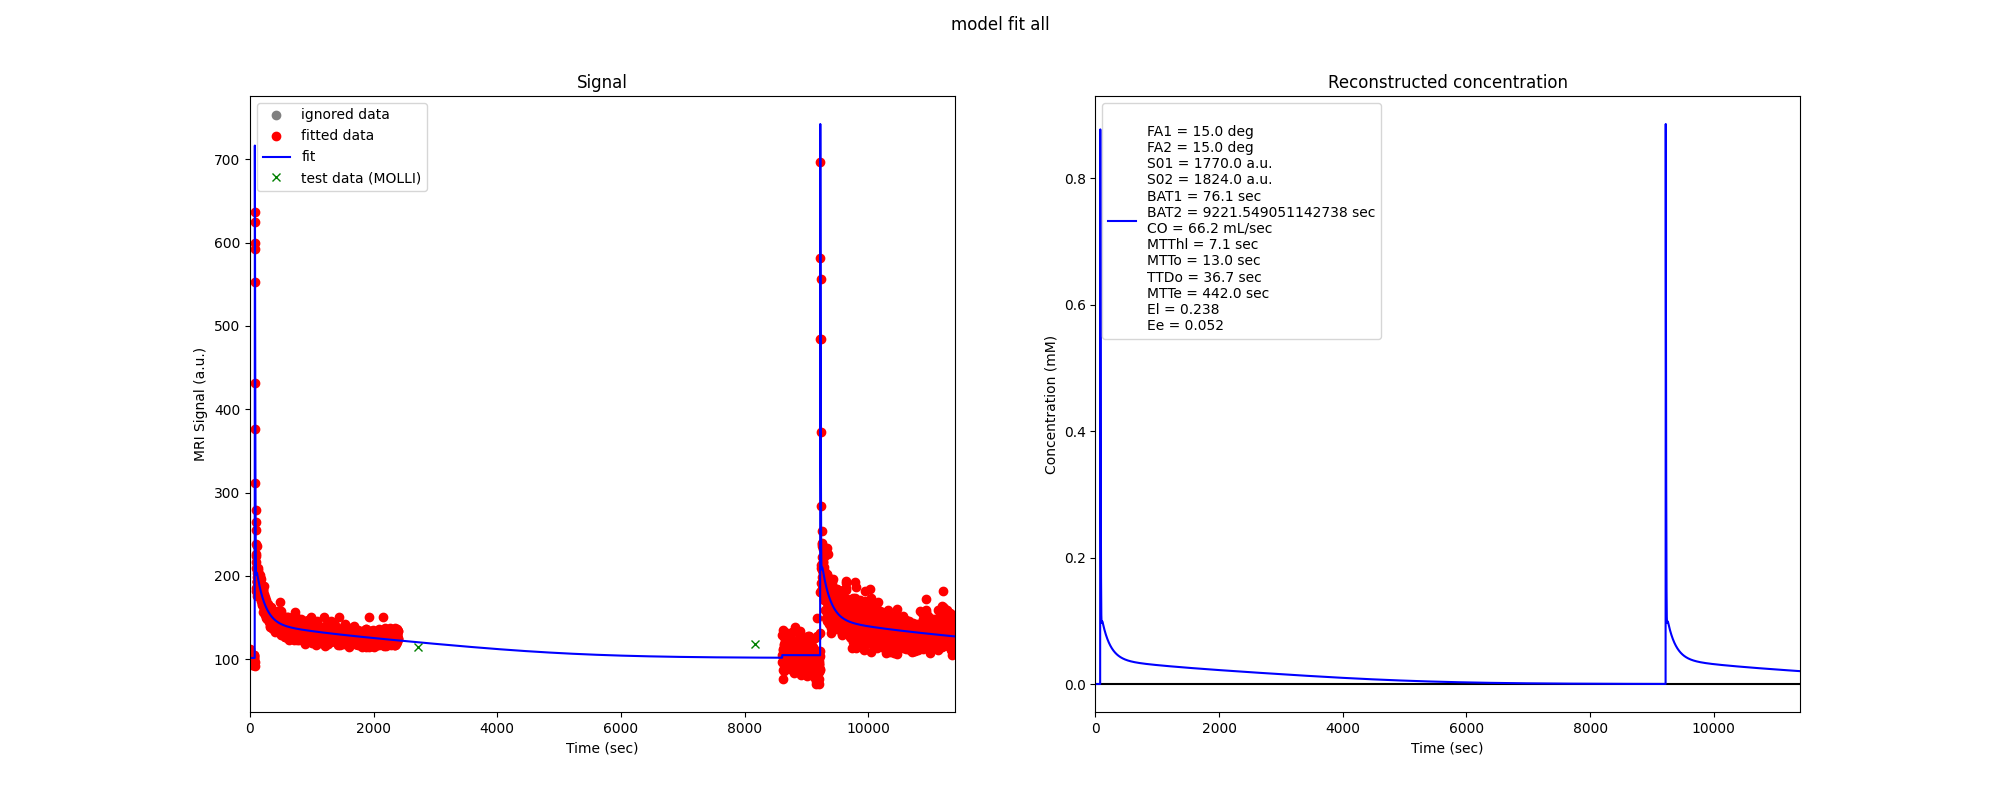 model fit all
Signal
ignored data
fitted data
fit
test data (MOLLI)
700
600
500
400
300
200
100
MRI Signal (a.u.)
0
2000
4000
6000
8000
10000
Time (sec)
Reconstructed concentration
FA1 = 15.0 deg
FA2 = 15.0 deg
S01 = 1770.0 a.u.
S02 = 1824.0 a.u.
BAT1 = 76.1 sec
BAT2 = 9221.549051142738 sec
CO = 66.2 mL/sec
MTThl = 7.1 sec
MTTo = 13.0 sec
TTDo = 36.7 sec
MTTe = 442.0 sec
El = 0.238
Ee = 0.052
0.8
0.6
0.4
0.2
0.0
Concentration (mM)
0
2000
4000
6000
8000
10000
Time (sec)